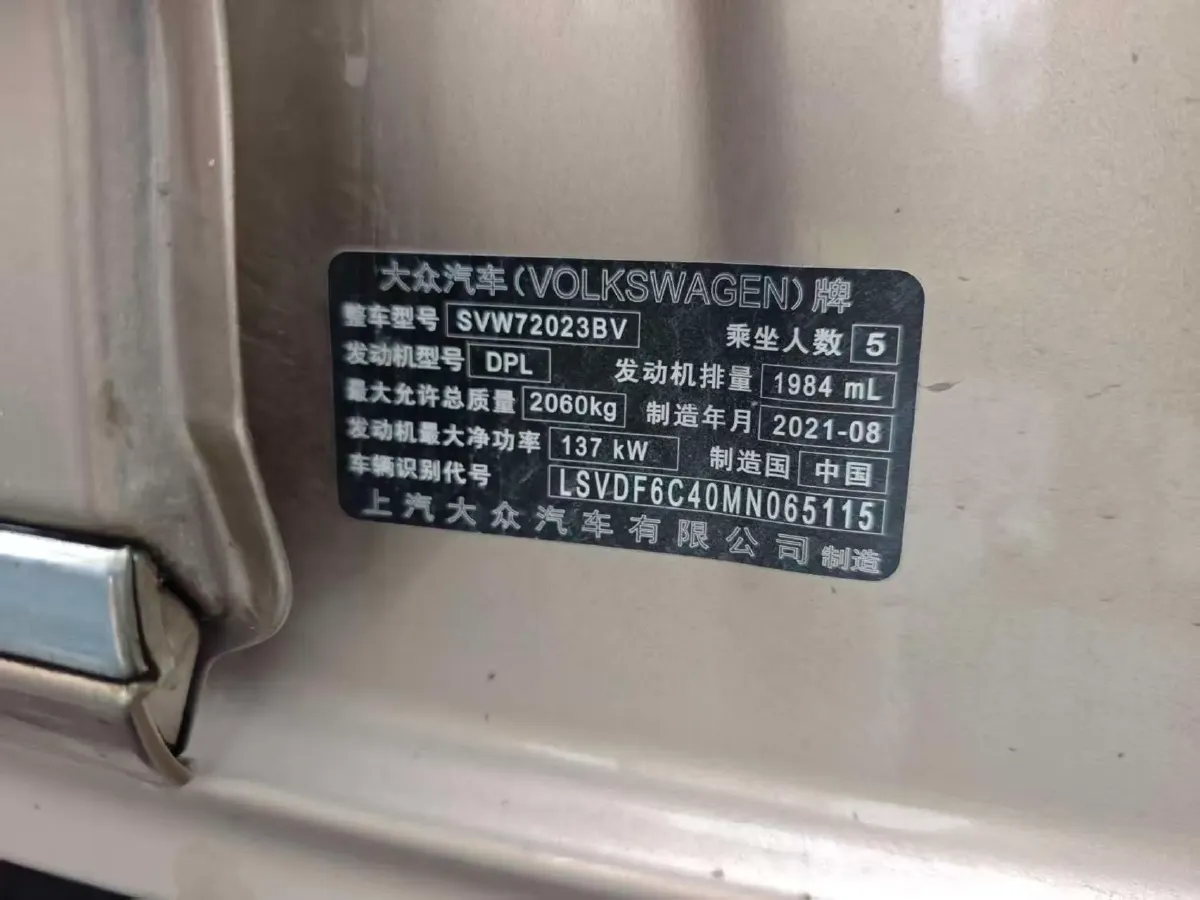 大众汽车(VOLKSWAGEN)牌
整车型号 SVW72023BV 乘坐人数 5
发动机型号 DPL 发动机排量 1984 mL
最大允许总质量 2060kg 制造年月 2021-08
发动机最大净功率 137 kW 制造国 中国
车辆识别代号 LSVDF6C40MN065115
上汽大众汽车有限公司 制造